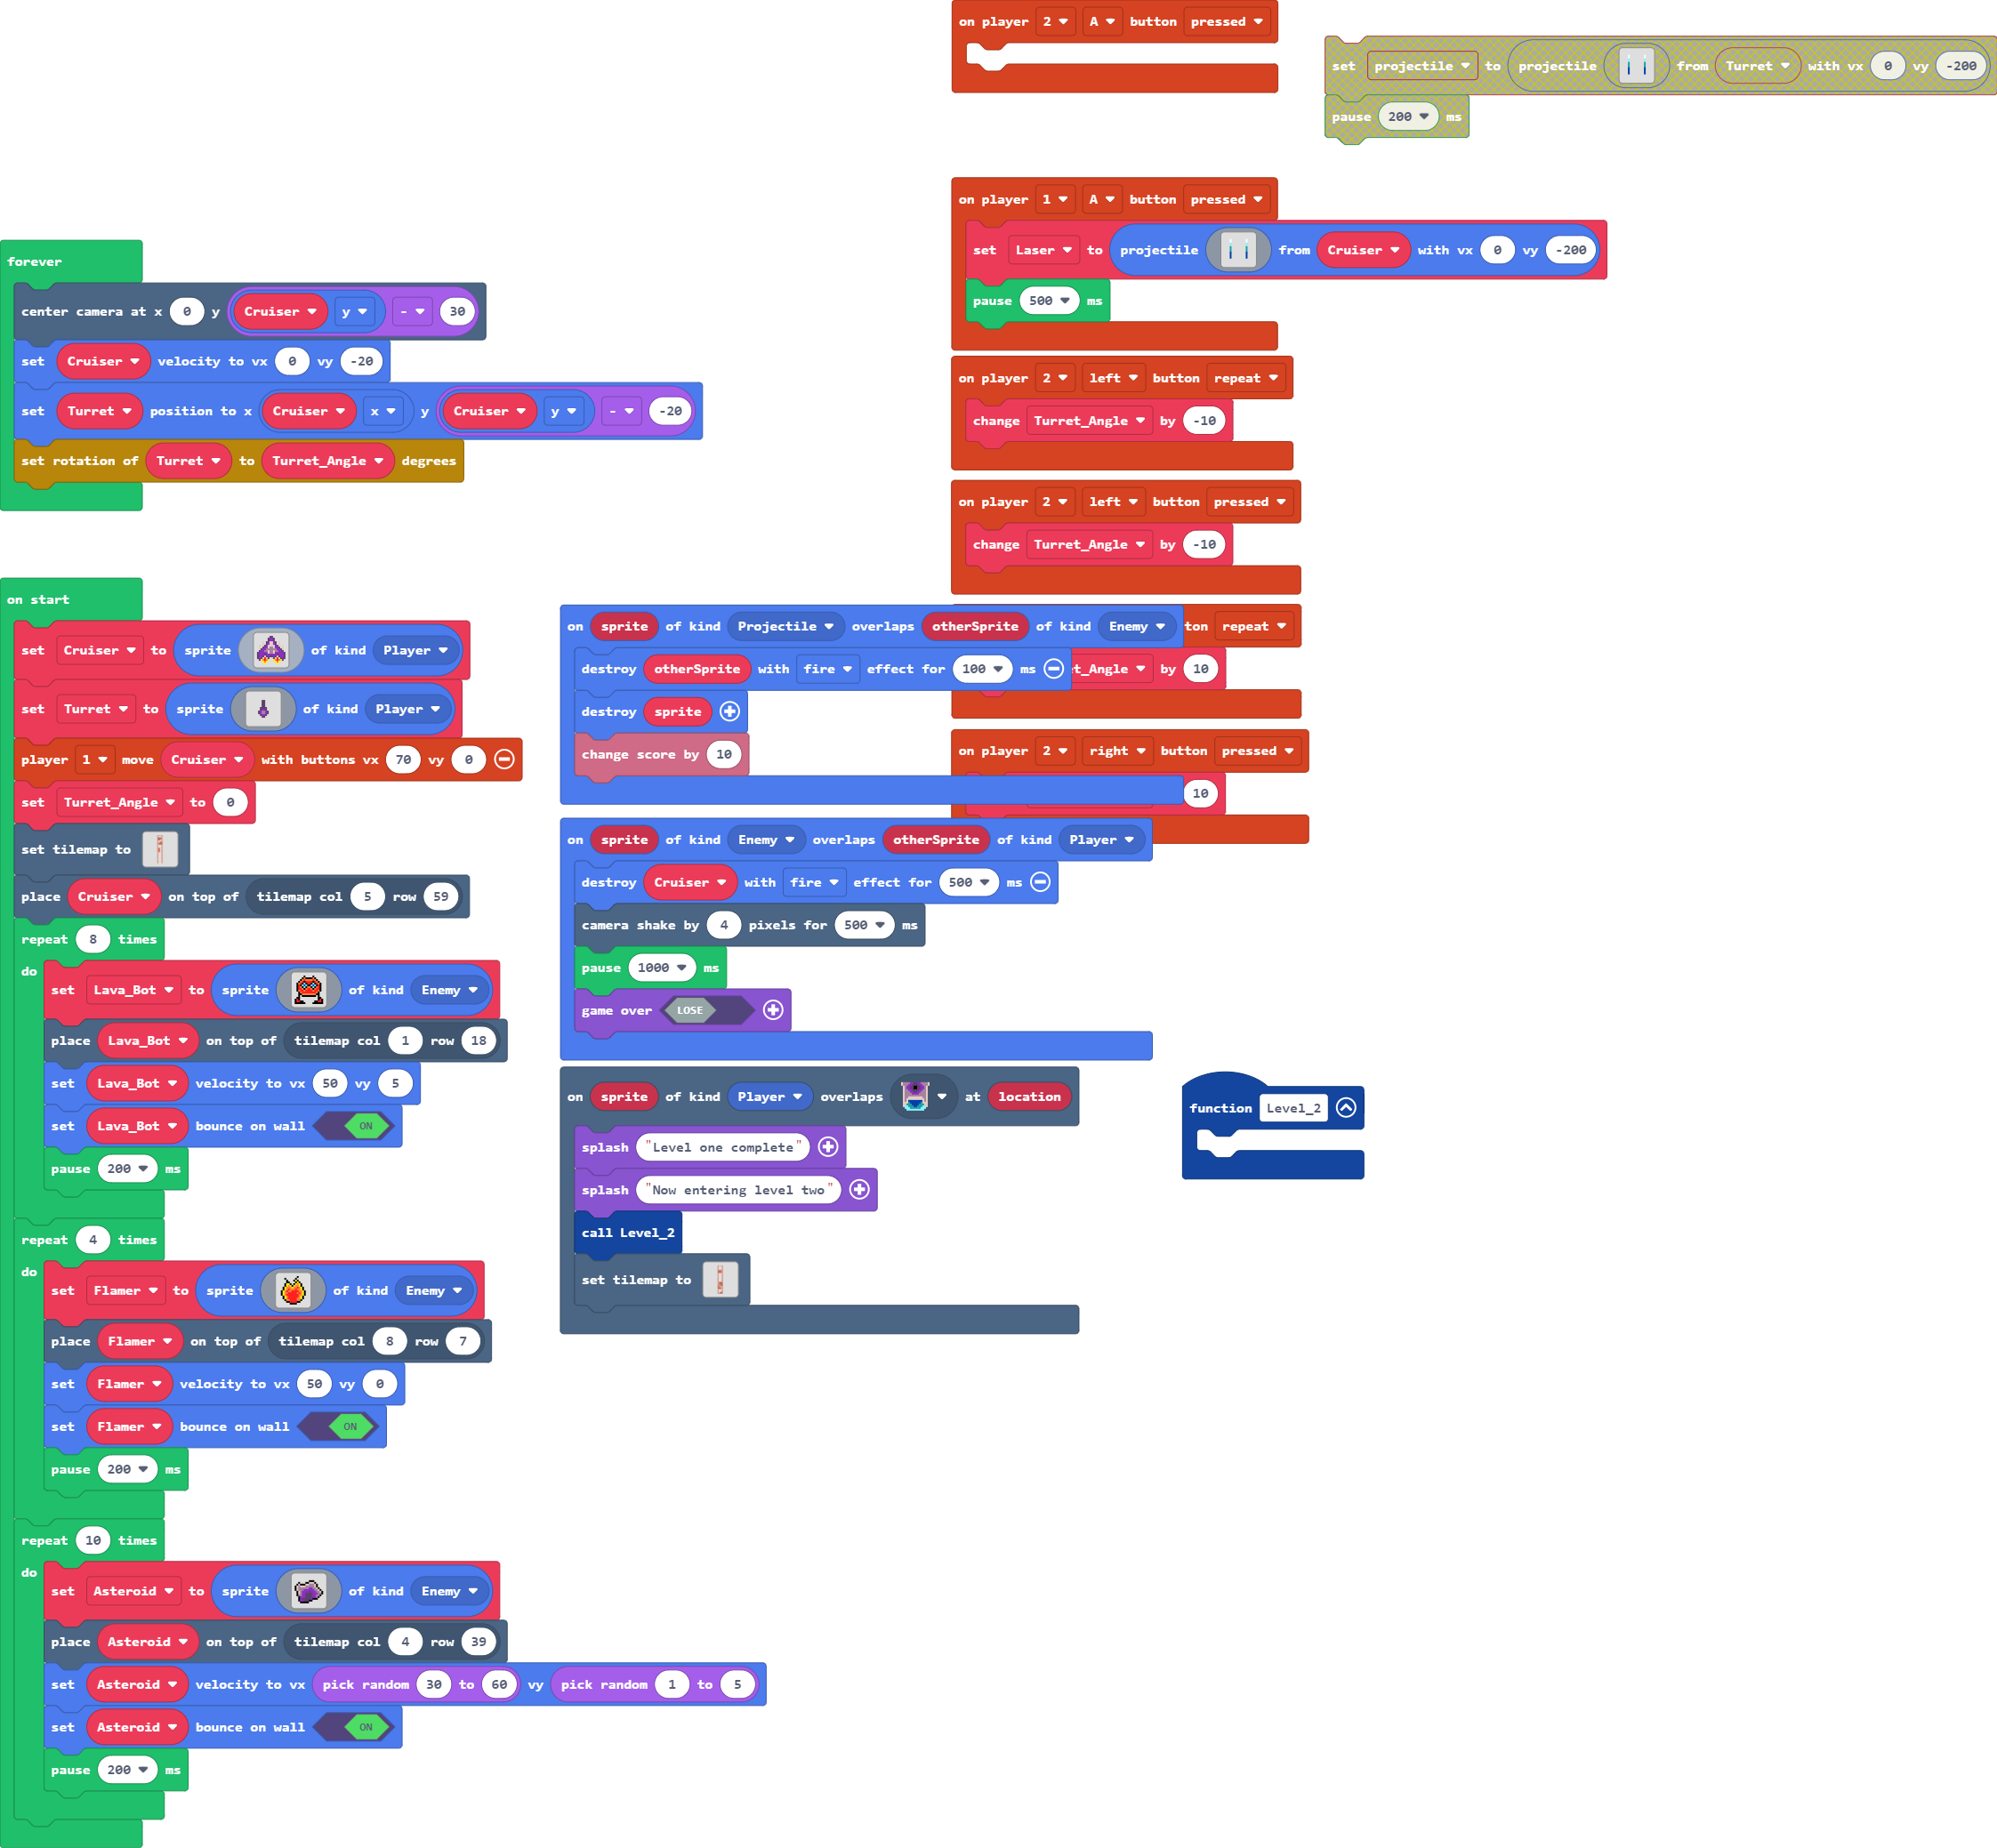 on player 2 A button pressed
set projectile to projectile from Turret with vx 0 vy -200
pause 200 ms
on player 1 A button pressed
set Laser to projectile from Cruiser with vx 0 vy -200
pause 500 ms
on player 2 left button repeat
change Turret_Angle by -10
on player 2 left button pressed
change Turret_Angle by -10
ton repeat
t_Angle by 10
on player 2 right button pressed
10
forever
center camera at x 0 y Cruiser y - 30
set Cruiser velocity to vx 0 vy -20
set Turret position to x Cruiser x y Cruiser y - -20
set rotation of Turret to Turret_Angle degrees
on start
set Cruiser to sprite of kind Player
set Turret to sprite of kind Player
player 1 move Cruiser with buttons vx 70 vy 0
set Turret_Angle to 0
set tilemap to
place Cruiser on top of tilemap col 5 row 59
repeat 8 times
do
set Lava_Bot to sprite of kind Enemy
place Lava_Bot on top of tilemap col 1 row 18
set Lava_Bot velocity to vx 50 vy 5
set Lava_Bot bounce on wall ON
pause 200 ms
repeat 4 times
do
set Flamer to sprite of kind Enemy
place Flamer on top of tilemap col 8 row 7
set Flamer velocity to vx 50 vy 0
set Flamer bounce on wall ON
pause 200 ms
repeat 10 times
do
set Asteroid to sprite of kind Enemy
place Asteroid on top of tilemap col 4 row 39
set Asteroid velocity to vx pick random 30 to 60 vy pick random 1 to 5
set Asteroid bounce on wall ON
pause 200 ms
on sprite of kind Projectile overlaps otherSprite of kind Enemy
destroy otherSprite with fire effect for 100 ms
destroy sprite
change score by 10
on sprite of kind Enemy overlaps otherSprite of kind Player
destroy Cruiser with fire effect for 500 ms
camera shake by 4 pixels for 500 ms
pause 1000 ms
game over LOSE
on sprite of kind Player overlaps at location
splash "Level one complete"
splash "Now entering level two"
call Level_2
set tilemap to
function Level_2